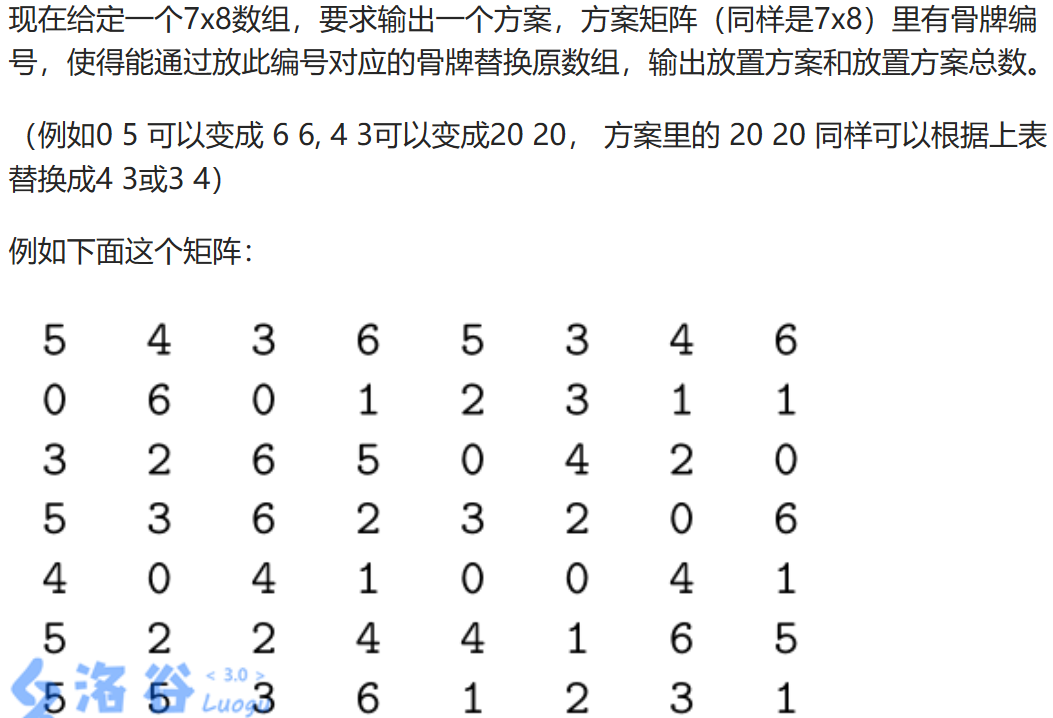 现在给定一个7x8数组，要求输出一个方案，方案矩阵（同样是7x8）里有骨牌编
号，使得能通过放此编号对应的骨牌替换原数组，输出放置方案和放置方案总数。
（例如0 5 可以变成 6 6, 4 3可以变成20 20， 方案里的 20 20 同样可以根据上表
替换成4 3或3 4）
例如下面这个矩阵：
5 4 3 6 5 3 4 6
0 6 0 1 2 3 1 1
3 2 6 5 0 4 2 0
5 3 6 2 3 2 0 6
4 0 4 1 0 0 4 1
5 2 2 4 4 1 6 5
5 5 3 6 1 2 3 1
洛谷 < 3.0 >
Luogu